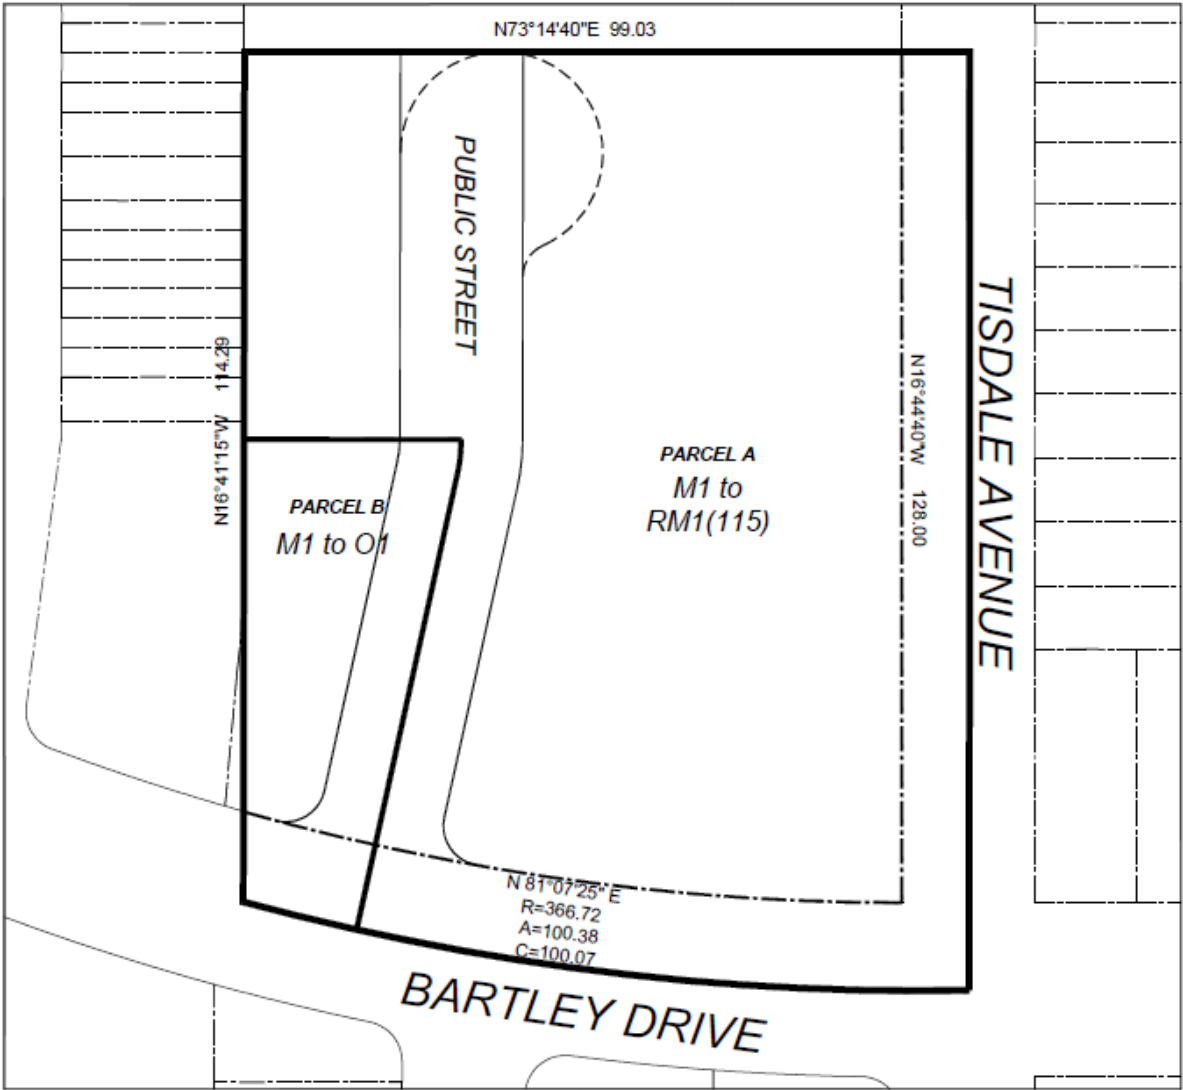 N73°14'40"E 99.03
PUBLIC STREET
N16°41'15"W 114.29
PARCEL A
M1 to
RM1(115)
N16°44'40"W 128.00
TISDALE AVENUE
PARCEL B
M1 to O1
N 81°07'25" E
R=366.72
A=100.38
C=100.07
BARTLEY DRIVE